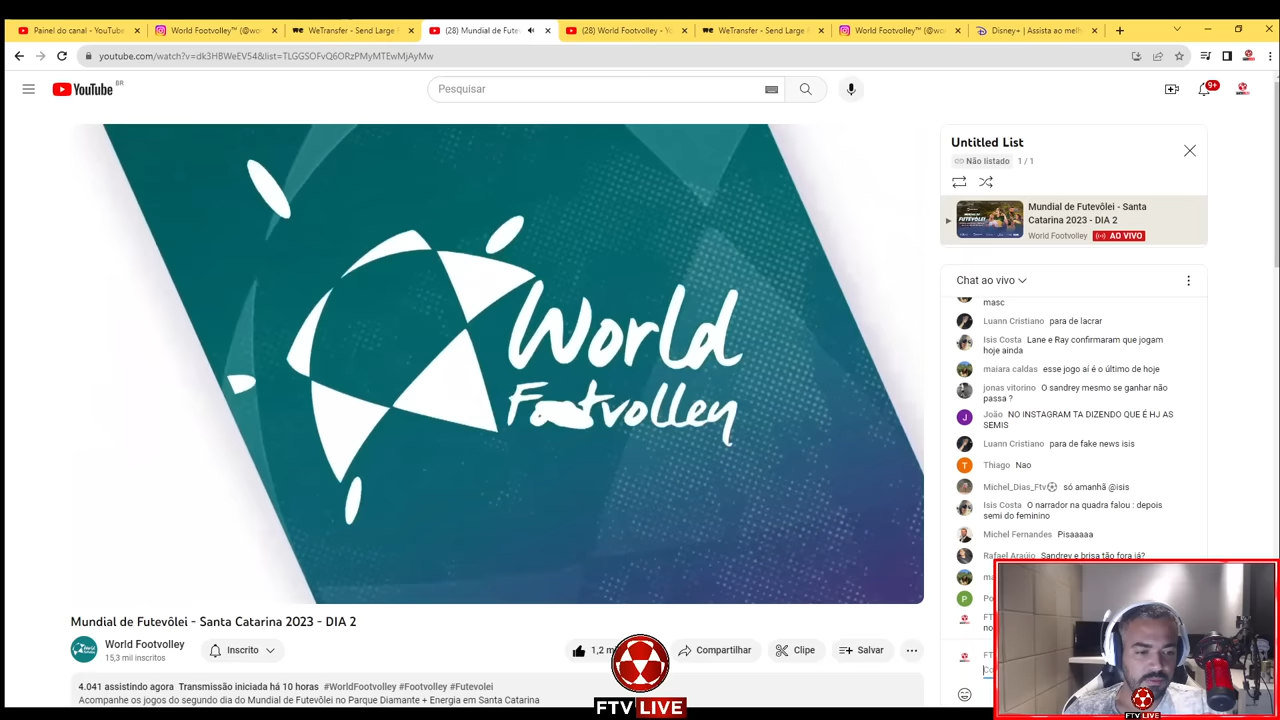 Painel do canal - YouTube
World Footvolley™ (@wo
WeTransfer - Send Large F
(28) Mundial de Fute
(28) World Footvolley - Yo
WeTransfer - Send Large F
World Footvolley™ (@wo
Disney+ | Assista ao melh
youtube.com/watch?v=dk3HBWeEV54&list=TLGGSOFvQ6ORzPMyMTEwMjAyMw
YouTube BR
Pesquisar
9+
World
Footvolley
Untitled List
Não listado 1 / 1
Mundial de Futevôlei - Santa
Catarina 2023 - DIA 2
World Footvolley AO VIVO
Chat ao vivo
masc
Luann Cristiano para de lacrar
Isis Costa Lane e Ray confirmaram que jogam
hoje ainda
maiara caldas esse jogo aí é o último de hoje
jonas vitorino O sandrey mesmo se ganhar não
passa ?
João NO INSTAGRAM TA DIZENDO QUE É HJ AS
SEMIS
Luann Cristiano para de fake news isis
Thiago Nao
Michel_Dias_Ftv⚽ só amanhã @isis
Isis Costa O narrador na quadra falou : depois
semi do feminino
Michel Fernandes Pisaaaaa
Rafael Araújo Sandrey e brisa tão fora já?
Mundial de Futevôlei - Santa Catarina 2023 - DIA 2
World Footvolley
15,3 mil inscritos
Inscrito
1,2 m
Compartilhar
Clipe
Salvar
4.041 assistindo agora Transmissão iniciada há 10 horas #WorldFootvolley #Footvolley #Futevolei
Acompanhe os jogos do segundo dia do Mundial de Futevôlei no Parque Diamante + Energia em Santa Catarina
FTV LIVE
FTV LIVE